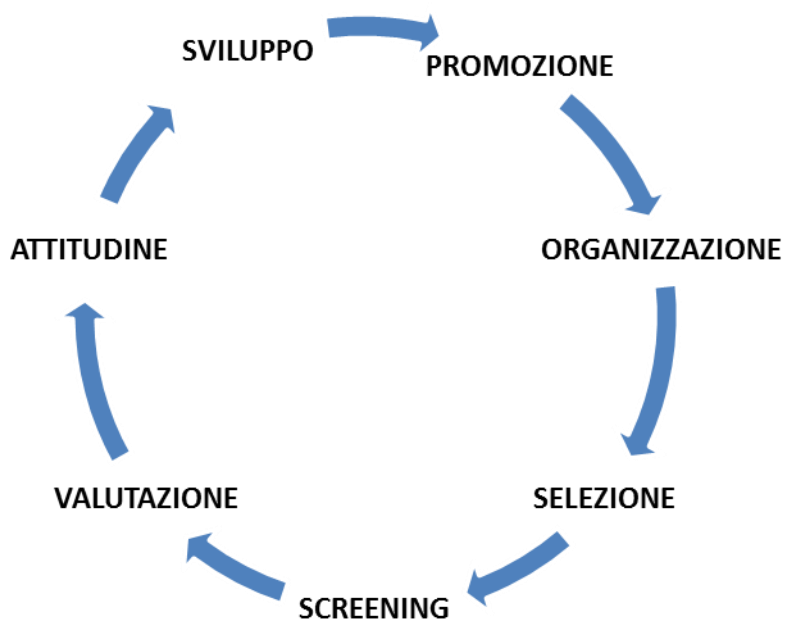 SVILUPPO
PROMOZIONE
ORGANIZZAZIONE
SELEZIONE
SCREENING
VALUTAZIONE
ATTITUDINE